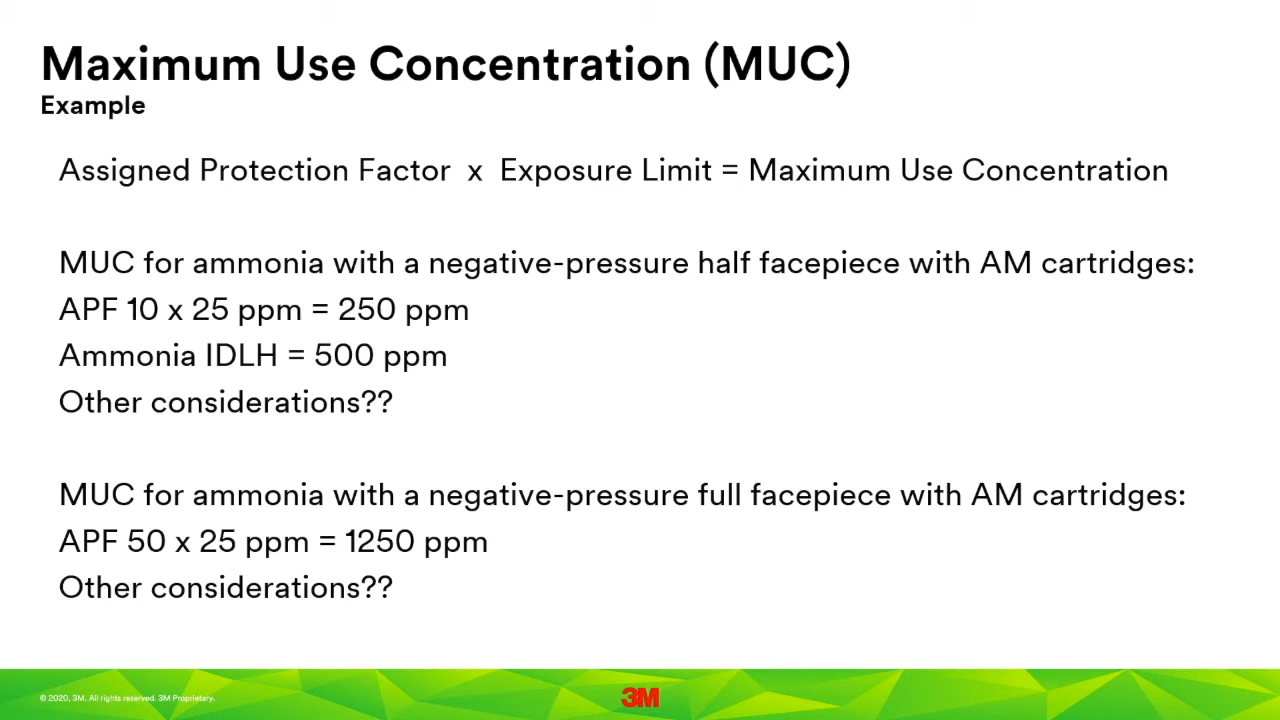 Maximum Use Concentration (MUC)
Example
Assigned Protection Factor x Exposure Limit = Maximum Use Concentration
MUC for ammonia with a negative-pressure half facepiece with AM cartridges:
APF 10 x 25 ppm = 250 ppm
Ammonia IDLH = 500 ppm
Other considerations??
MUC for ammonia with a negative-pressure full facepiece with AM cartridges:
APF 50 x 25 ppm = 1250 ppm
Other considerations??
© 2020, 3M. All rights reserved. 3M Proprietary.
3M